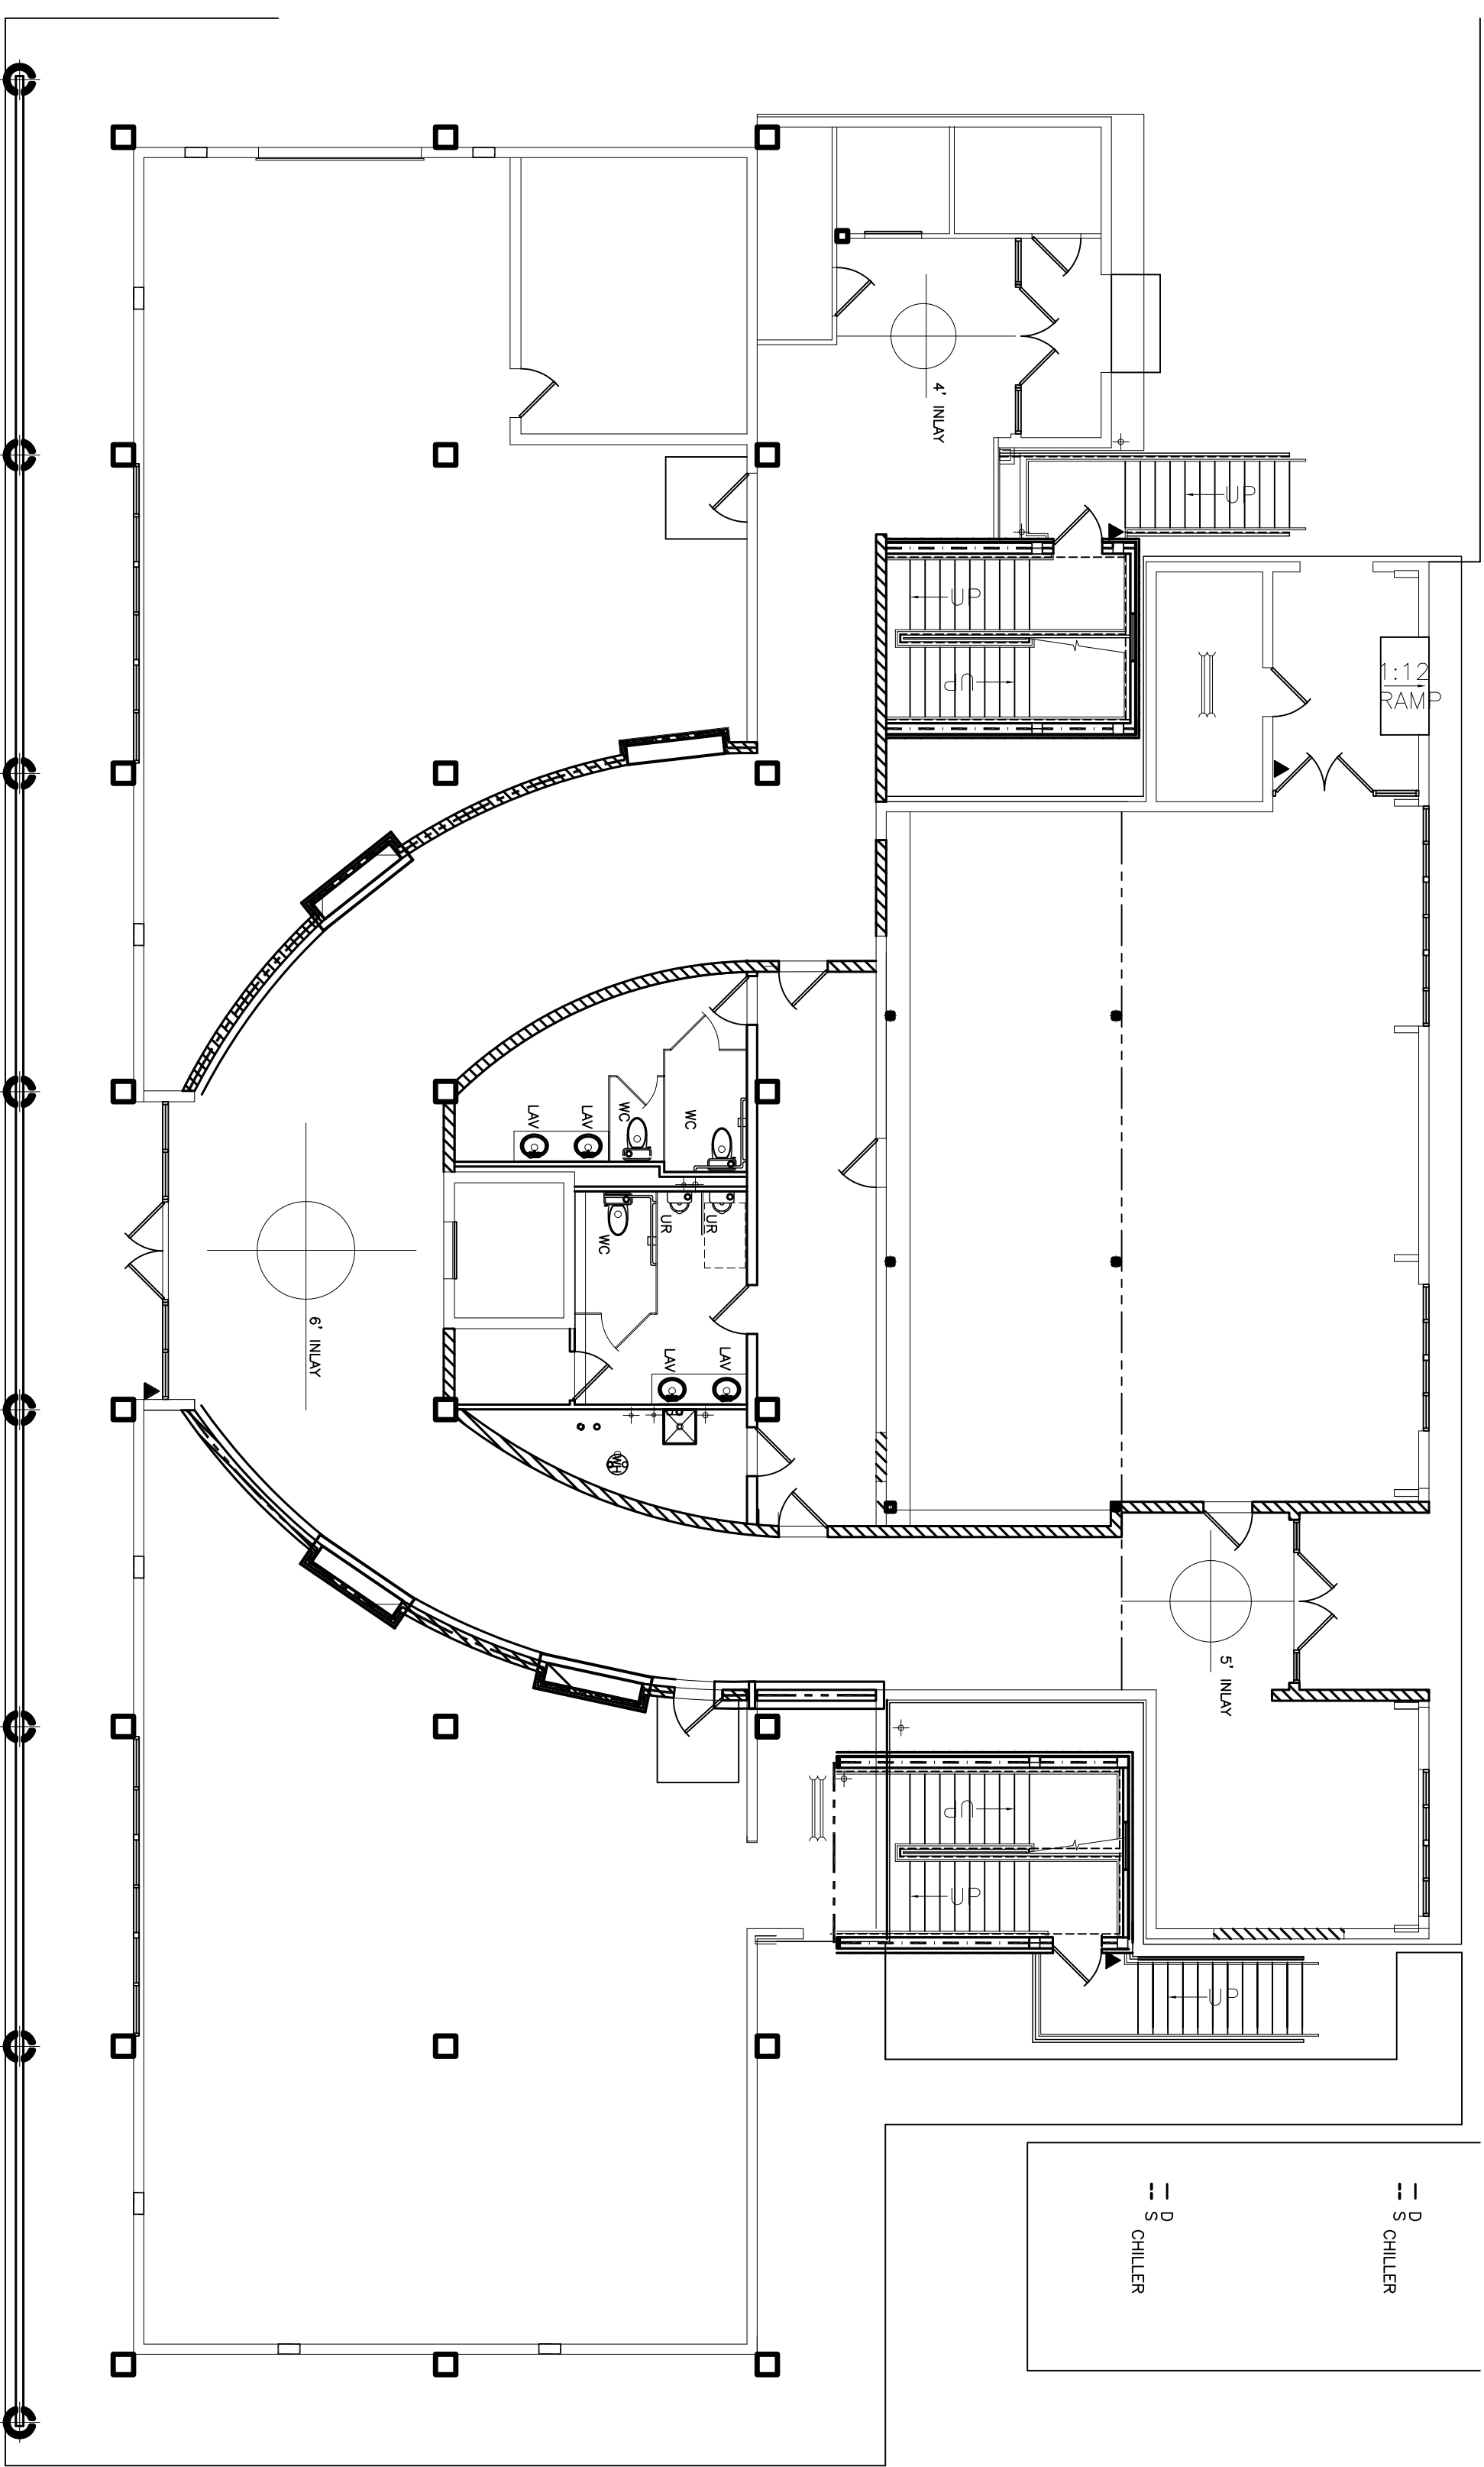 4' INLAY
UP
UP
UP
1:12
RAMP
LAV
LAV
WC
WC
UR
UR
WC
6' INLAY
LAV
LAV
WH
5' INLAY
UP
UP
UP
D
S CHILLER
D
S CHILLER